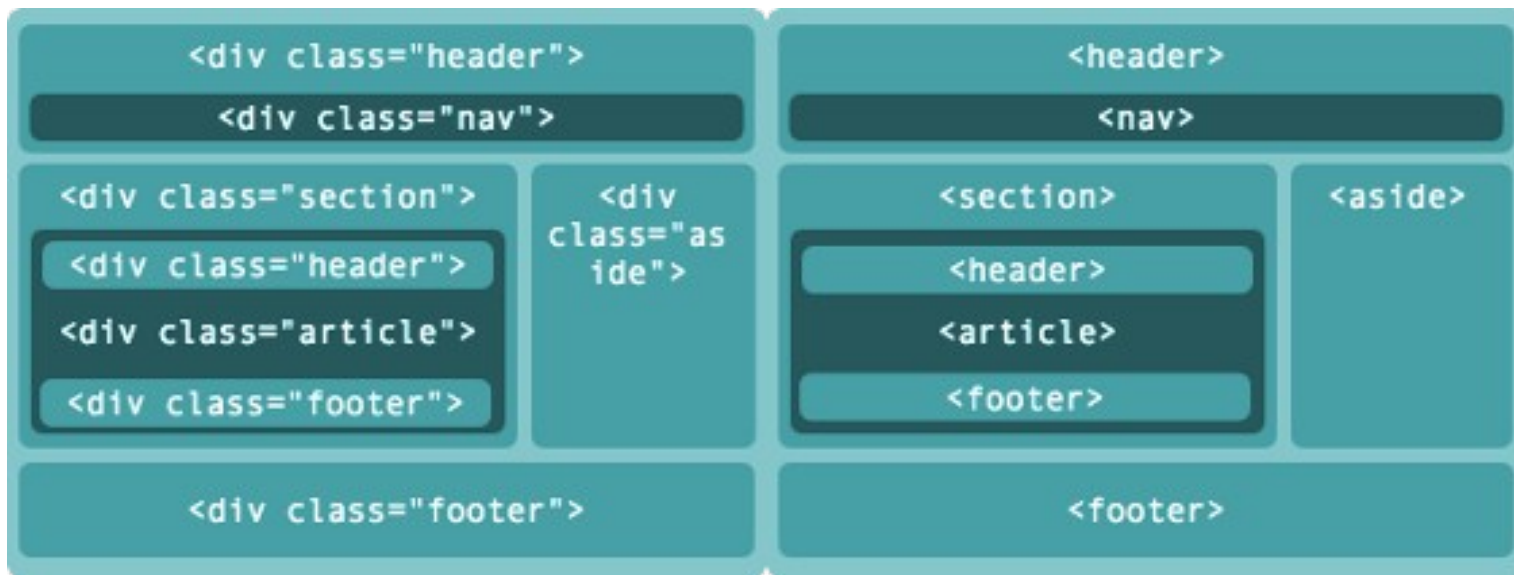 <div class="header">
<div class="nav">
<div class="section">
<div class="header">
<div class="article">
<div class="footer">
<div
class="as
ide">
<div class="footer">
<header>
<nav>
<section>
<header>
<article>
<footer>
<aside>
<footer>